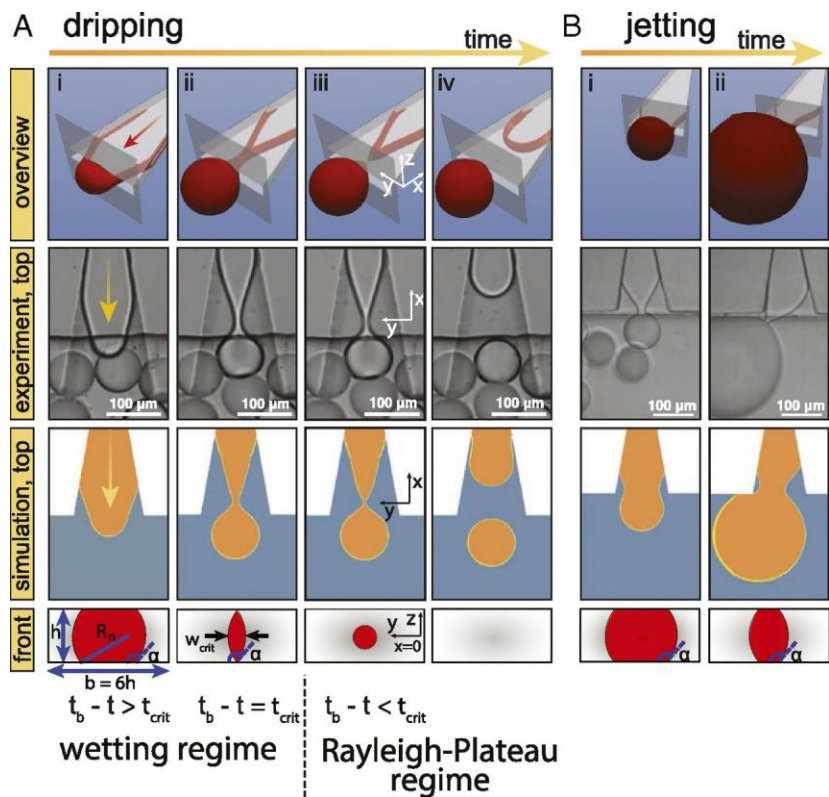 A dripping
time
B jetting
time
overview
i
ii
iii
iv
z
y
x
i
ii
experiment, top
x
y
100 µm
100 µm
100 µm
100 µm
100 µm
100 µm
simulation, top
x
y
front
h
Rn
α
b = 6h
wcrit
α
y
z
x=0
α
α
tb - t > tcrit
tb - t = tcrit
tb - t < tcrit
wetting regime
Rayleigh-Plateau
regime